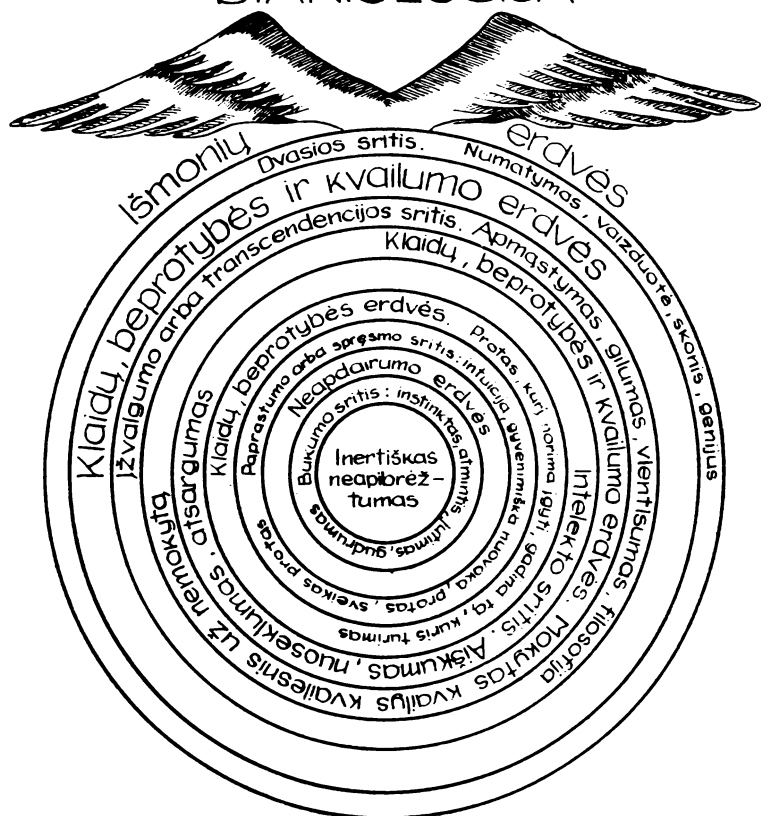 Išmonių erdvės
Dvasios sritis. Numatymas, vaizduotė, skonis, genijus
Klaidų, beprotybės ir kvailumo erdvės
Įžvalgumo arba transcendencijos sritis. Apmąstymas, gilumas, vientisumas, filosofija
Klaidų, beprotybės ir kvailumo erdvės. Mokytas kvailys kvailesnis už nemokytą
Intelekto sritis. Aiškumas, nuoseklumas, atsargumas
Klaidų, beprotybės erdvės. Protas, kurį norima įgyti, gadina tą, kuris turimas
Paprastumo arba spręsmo sritis: intuicija, gyvenimiška nuovoka, protas, sveikas protas
Neapdairumo erdvės
Bukumo sritis: instinktas, atmintis, jutimas, gudrumas
Inertiškas
neapibrėž-
tumas